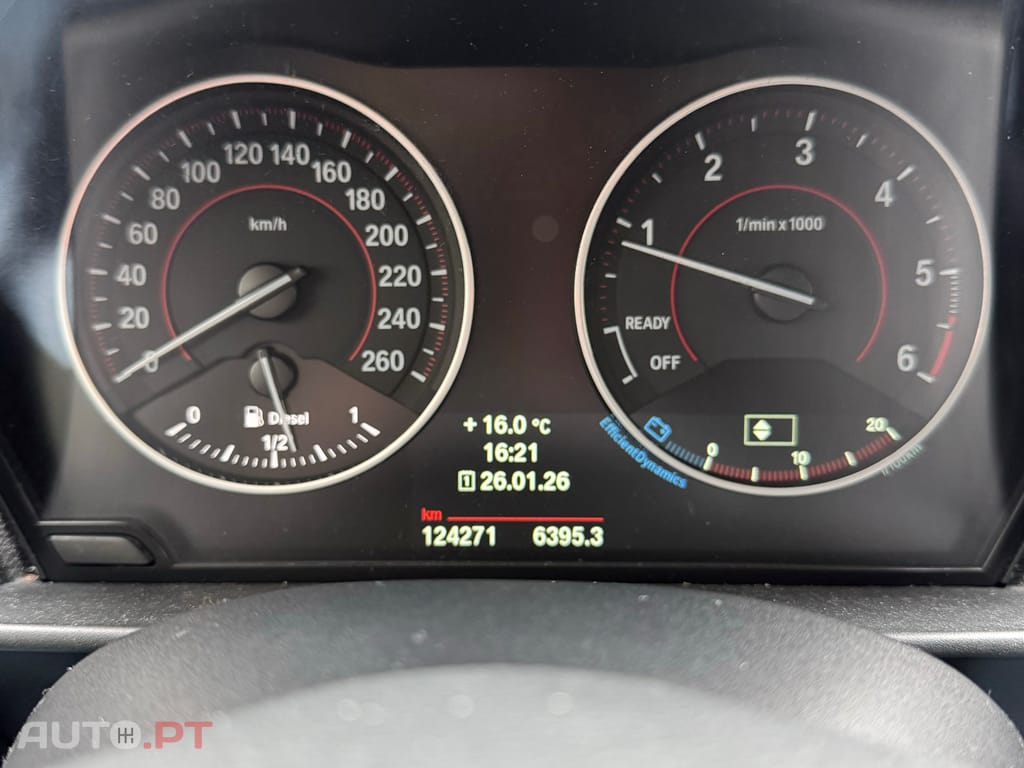 0
20
40
60
80
100
120
140
160
180
200
220
240
260
km/h
0
Diesel
1/2
1
1
2
3
4
5
6
1/min x 1000
READY
OFF
EfficientDynamics
0
10
20
l/100km
+ 16.0 °C
16:21
1 26.01.26
km
124271 6395.3
AUTO.PT